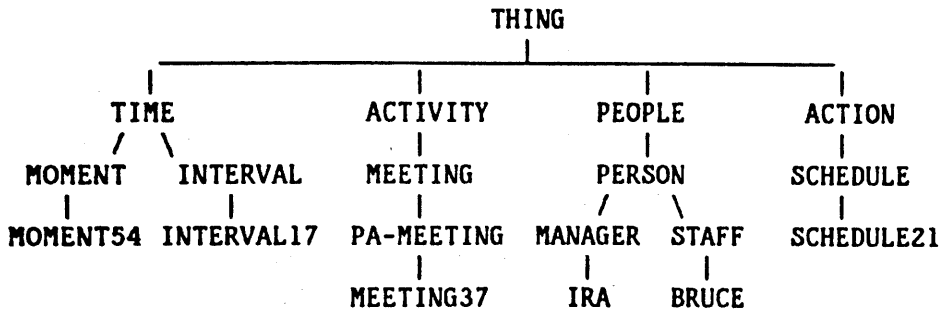 THING
TIME ACTIVITY PEOPLE ACTION
MOMENT INTERVAL MEETING PERSON SCHEDULE
MOMENT54 INTERVAL17 PA-MEETING MANAGER STAFF SCHEDULE21
MEETING37 IRA BRUCE